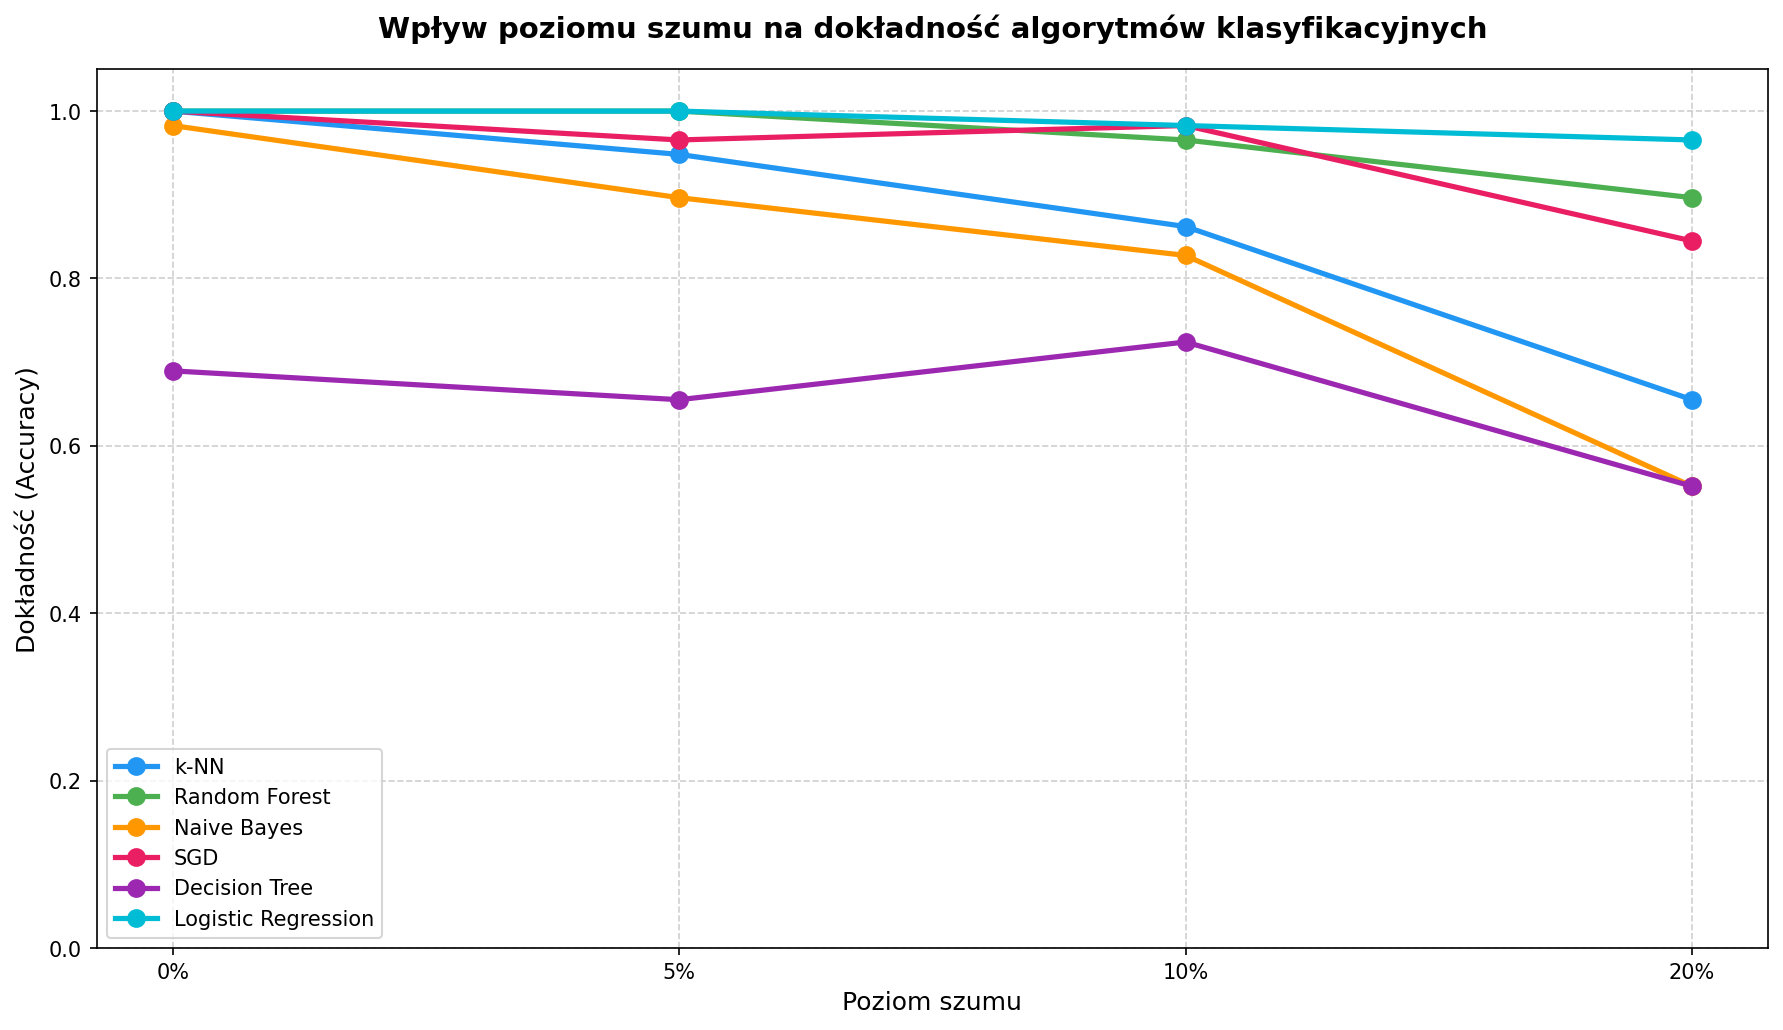 Wpływ poziomu szumu na dokładność algorytmów klasyfikacyjnych
Dokładność (Accuracy)
1.0
0.8
0.6
0.4
0.2
0.0
k-NN
Random Forest
Naive Bayes
SGD
Decision Tree
Logistic Regression
0%
5%
10%
20%
Poziom szumu